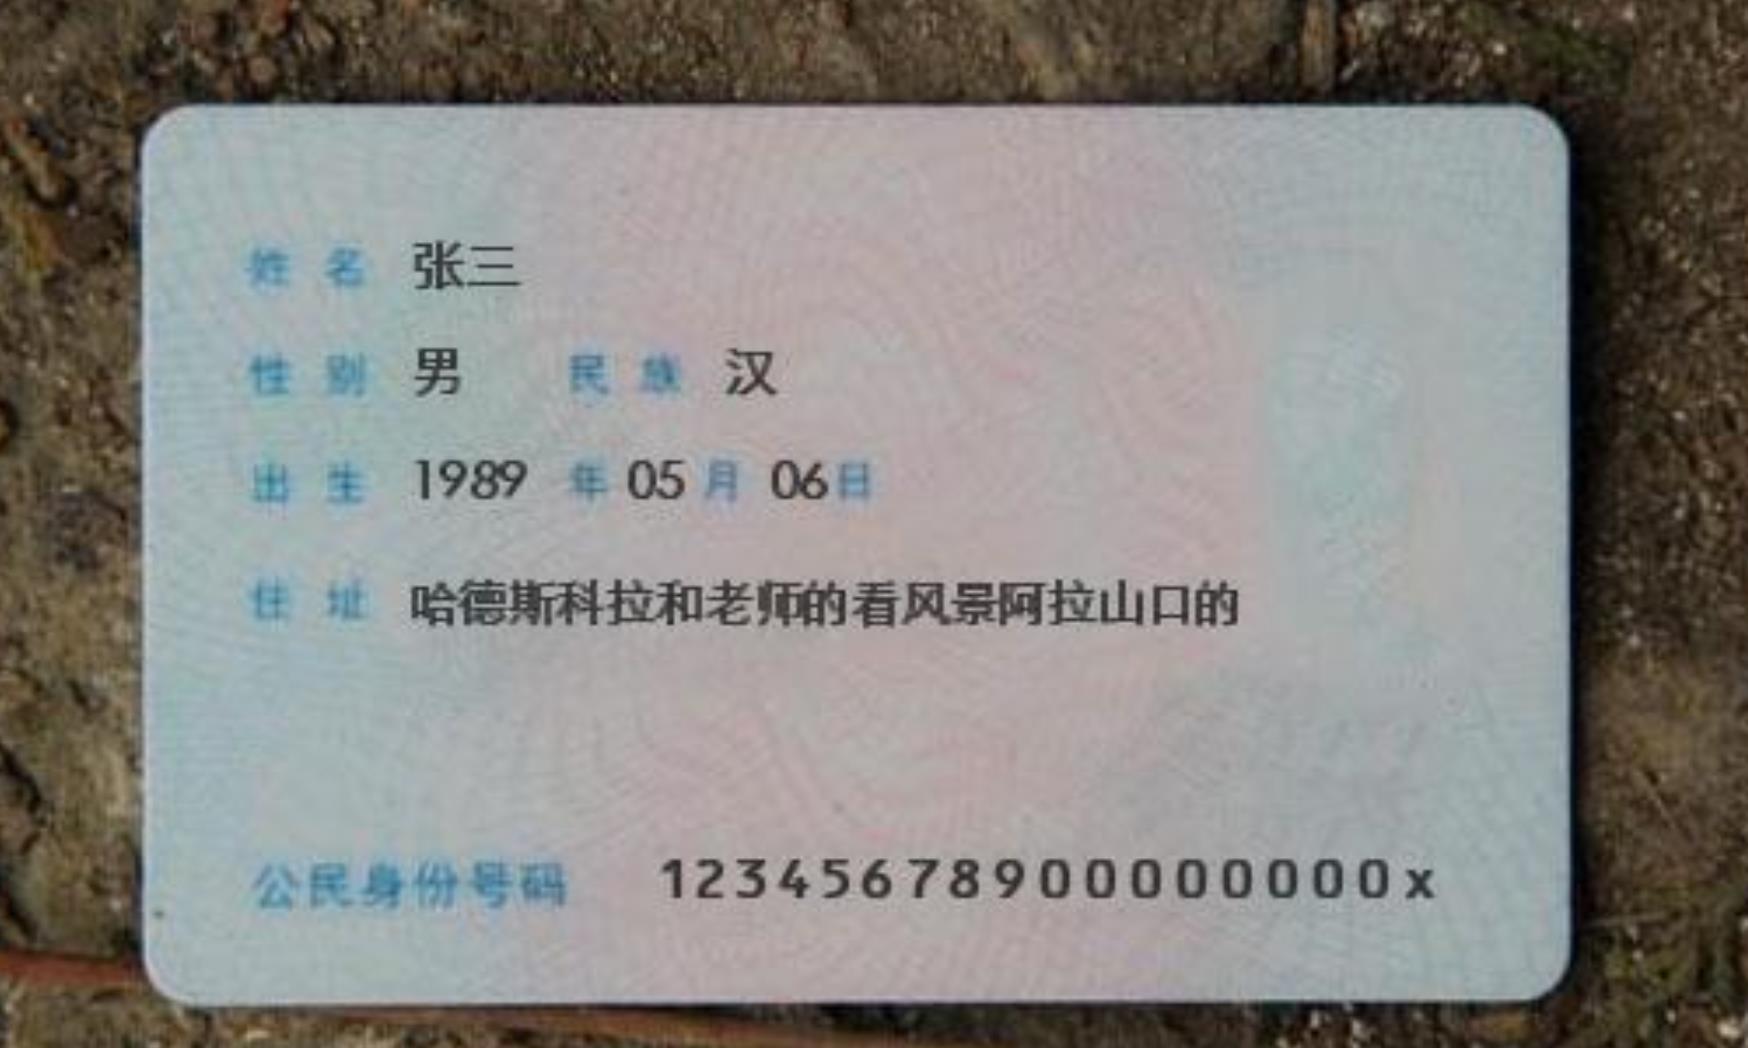 姓名 张三
性别 男 民族 汉
出生 1989 年 05 月 06 日
住址 哈德斯科拉和老师的看风景阿拉山口的
公民身份号码 12345678900000000x